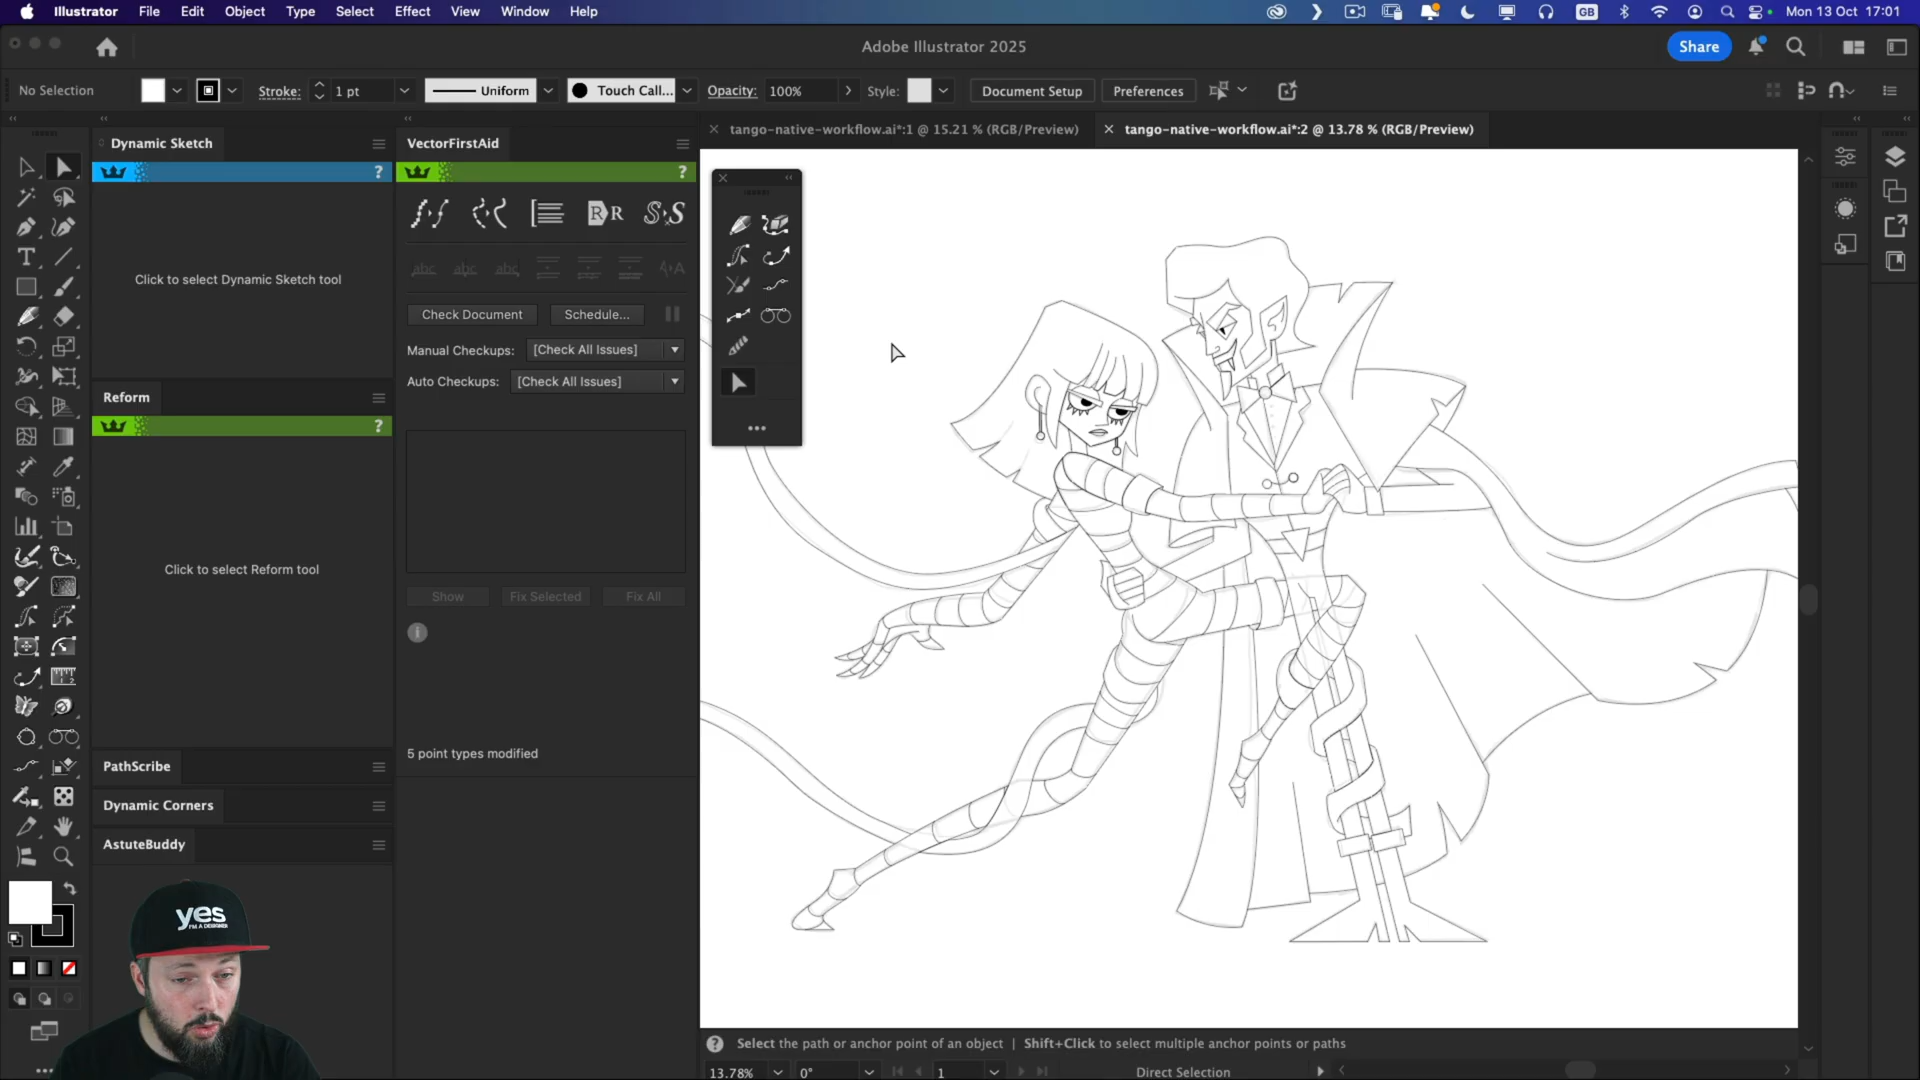 Illustrator File Edit Object Type Select Effect View Window Help GB Mon 13 Oct 17:01
Adobe Illustrator 2025 Share
No Selection Stroke: 1 pt Uniform Touch Call... Opacity: 100% Style: Document Setup Preferences
Dynamic Sketch VectorFirstAid tango-native-workflow.ai*:1 @ 15.21 % (RGB/Preview) tango-native-workflow.ai*:2 @ 13.78 % (RGB/Preview)
? ?
R R S S
abc abc abc A
Click to select Dynamic Sketch tool
Check Document Schedule...
Manual Checkups: [Check All Issues]
Auto Checkups: [Check All Issues]
Reform
?
Click to select Reform tool
Show Fix Selected Fix All
5 point types modified
PathScribe
Dynamic Corners
AstuteBuddy
yes
I'M A DESIGNER
? Select the path or anchor point of an object | Shift+Click to select multiple anchor points or paths
13.78% 0° 1 Direct Selection